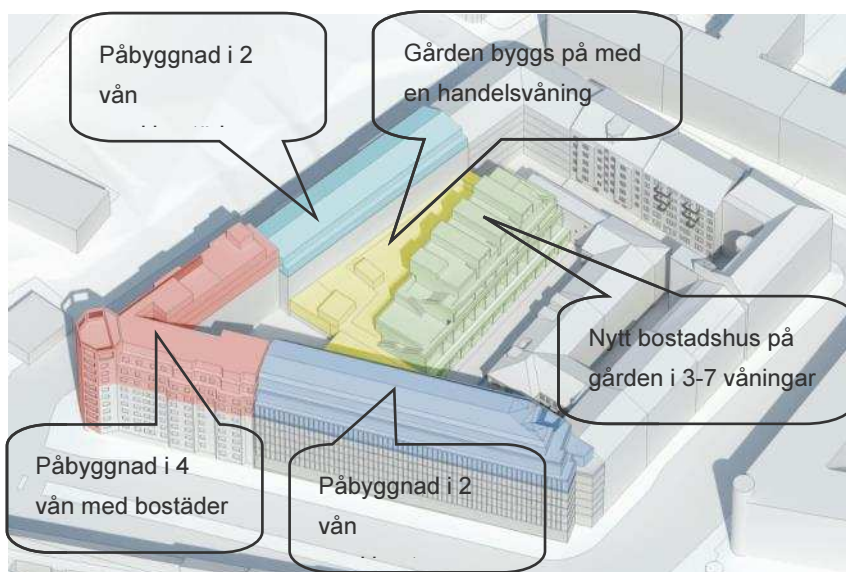 Påbyggnad i 2
vån
Gården byggs på med
en handelsvåning
Nytt bostadshus på
gården i 3-7 våningar
Påbyggnad i 4
vån med bostäder
Påbyggnad i 2
vån